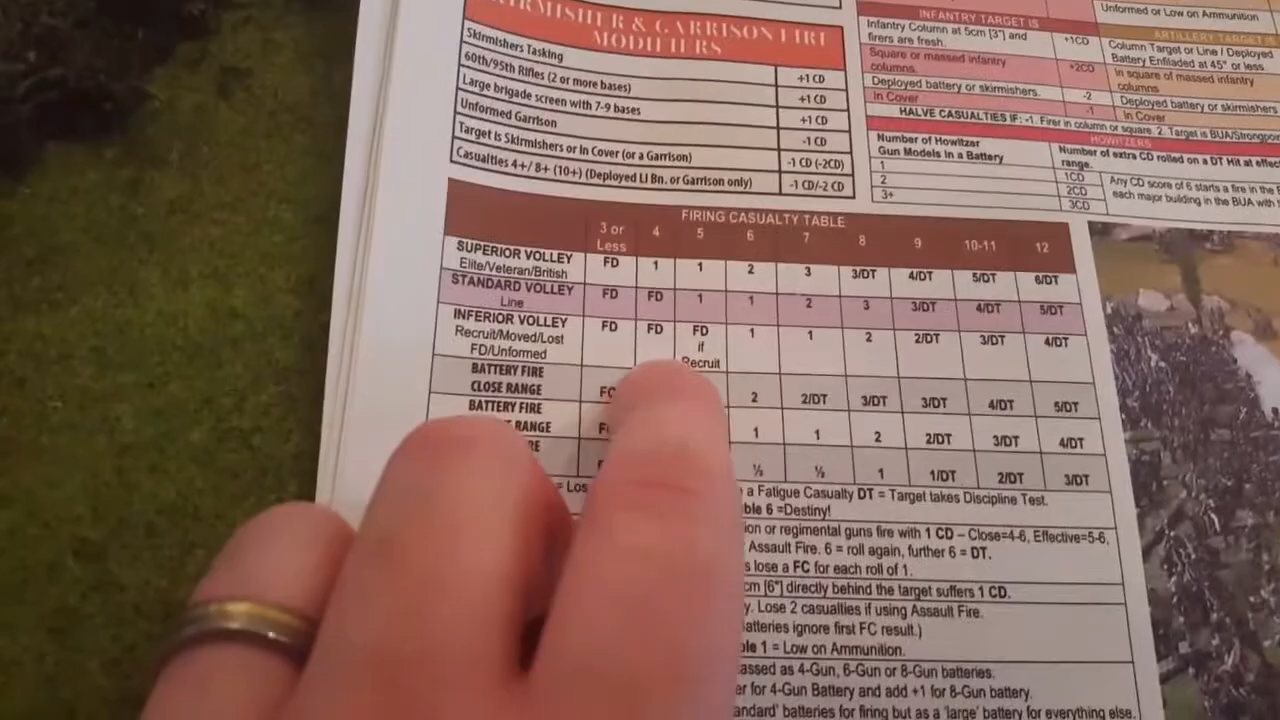 SKIRMISHER & GARRISON FIRE
MODIFIERS
Skirmishers Tasking +1 CD
60th/95th Rifles (2 or more bases) +1 CD
Large brigade screen with 7-9 bases +1 CD
Unformed Garrison -1 CD
Target is Skirmishers or in Cover (or a Garrison) -1 CD (-2CD)
Casualties 4+/ 8+ (10+) (Deployed LI Bn. or Garrison only) -1 CD/-2 CD
INFANTRY TARGET IS
Infantry Column at 5cm [3"] and
firers are fresh. +1CD
Square or massed infantry
columns. +2CD
Deployed battery or skirmishers. -2
In Cover -1
Unformed or Low on Ammunition
ARTILLERY TARGET IS
Column Target or Line / Deployed
Battery Enfiladed at 45° or less.
In square of massed infantry
columns
Deployed battery or skirmishers
In Cover
HALVE CASUALTIES IF: -1. Firer in column or square. 2. Target is BUA/
HOWITZERS
Number of Howitzer
Gun Models in a Battery
Number of extra CD rolled on a DT Hit at
range.
1 1CD
2 2CD
3+ 3CD
Any CD score of 6 starts a fire in the
each major building in the BUA with
FIRING CASUALTY TABLE
3 or Less 4 5 6 7 8 9 10-11 12
SUPERIOR VOLLEY
Elite/Veteran/British FD 1 1 2 3 3/DT 4/DT 5/DT 6/DT
STANDARD VOLLEY
Line FD FD 1 1 2 3 3/DT 4/DT 5/DT
INFERIOR VOLLEY
Recruit/Moved/Lost
FD/Unformed FD FD FD if Recruit 1 1 2 2/DT 3/DT 4/DT
BATTERY FIRE
CLOSE RANGE 2 2/DT 3/DT 3/DT 4/DT 5/DT
BATTERY FIRE
RANGE 1 1 2 2/DT 3/DT 4/DT
½ ½ 1 1/DT 2/DT 3/DT
a Fatigue Casualty DT = Target takes Discipline Test.
6 =Destiny!
or regimental guns fire with 1 CD – Close=4-6, Effective=5-6,
Assault Fire. 6 = roll again, further 6 = DT.
lose a FC for each roll of 1.
[6"] directly behind the target suffers 1 CD.
Lose 2 casualties if using Assault Fire.
ignore first FC result.)
1 = Low on Ammunition.
as 4-Gun, 6-Gun or 8-Gun batteries.
for 4-Gun Battery and add +1 for 8-Gun battery.
batteries for firing but as a 'large' battery for everything else.